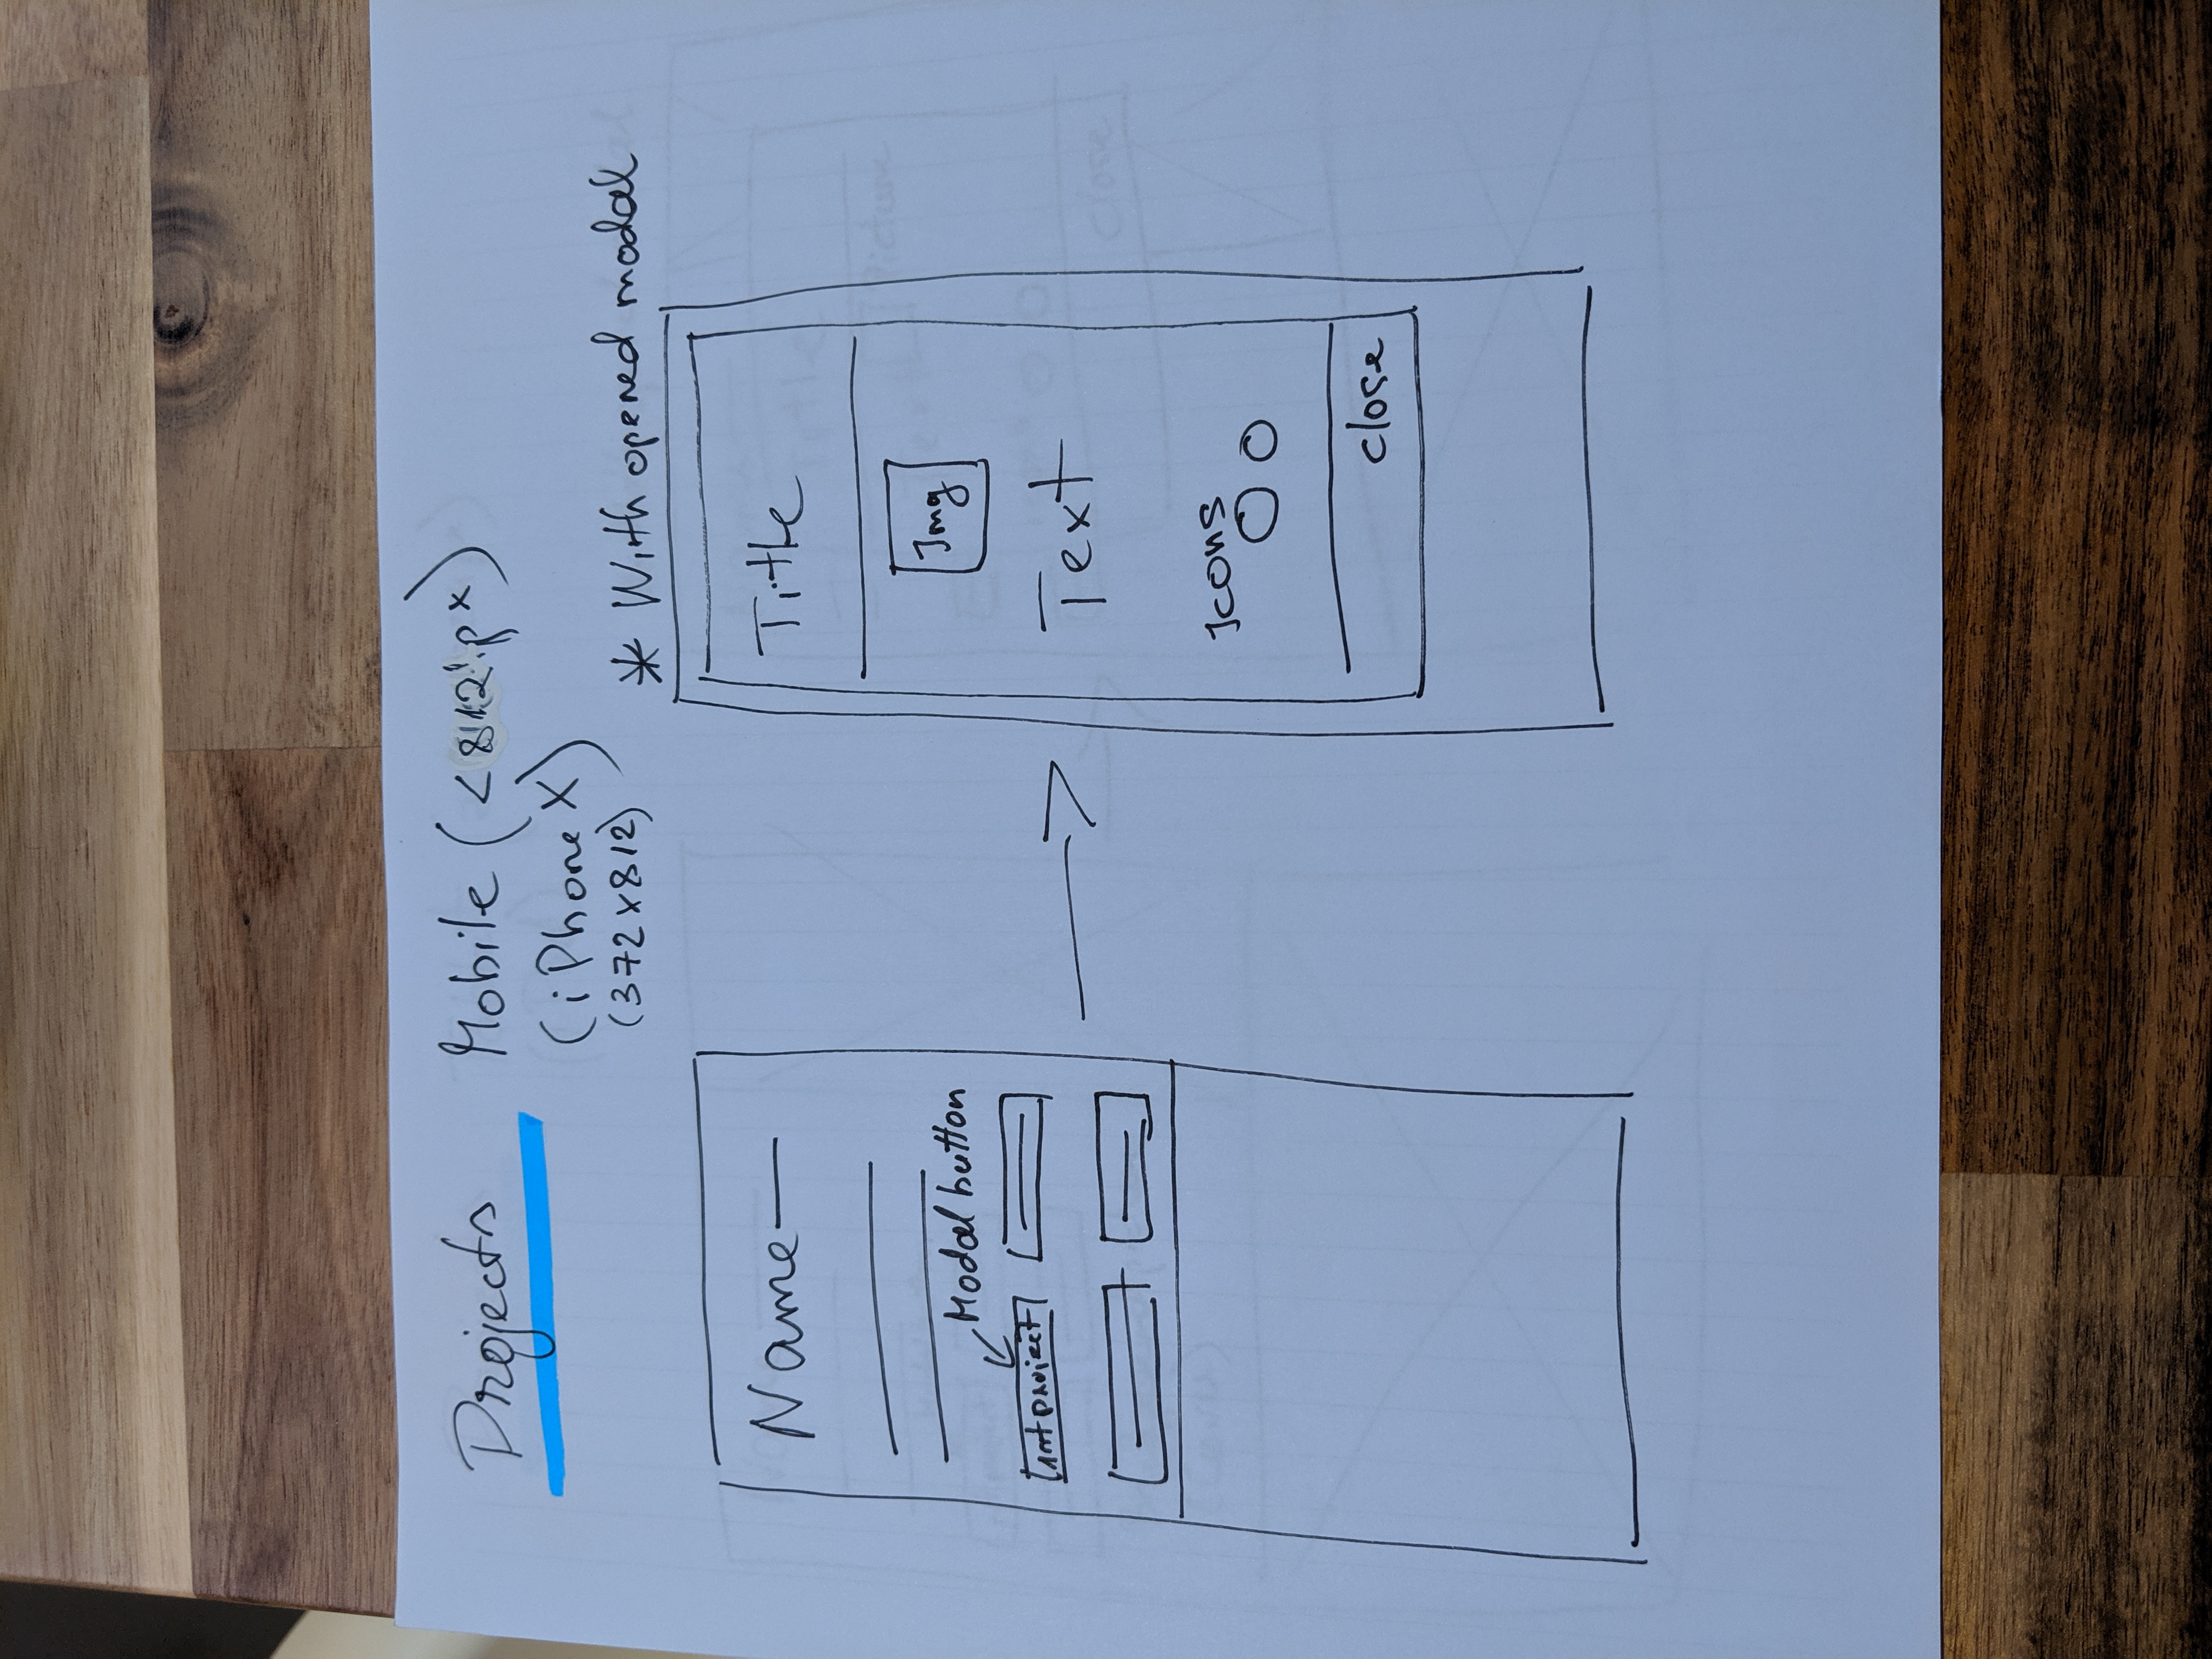 Projects Mobile (<812px)
(iPhone X)
(372x812)
* With opened modal
Name
Modal button
1st project
Title
Img
Text
Icons
close